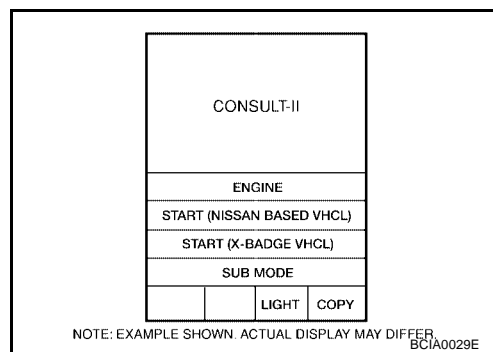 CONSULT-II
ENGINE
START (NISSAN BASED VHCL)
START (X-BADGE VHCL)
SUB MODE
LIGHT COPY
NOTE: EXAMPLE SHOWN. ACTUAL DISPLAY MAY DIFFER.
BCIA0029E